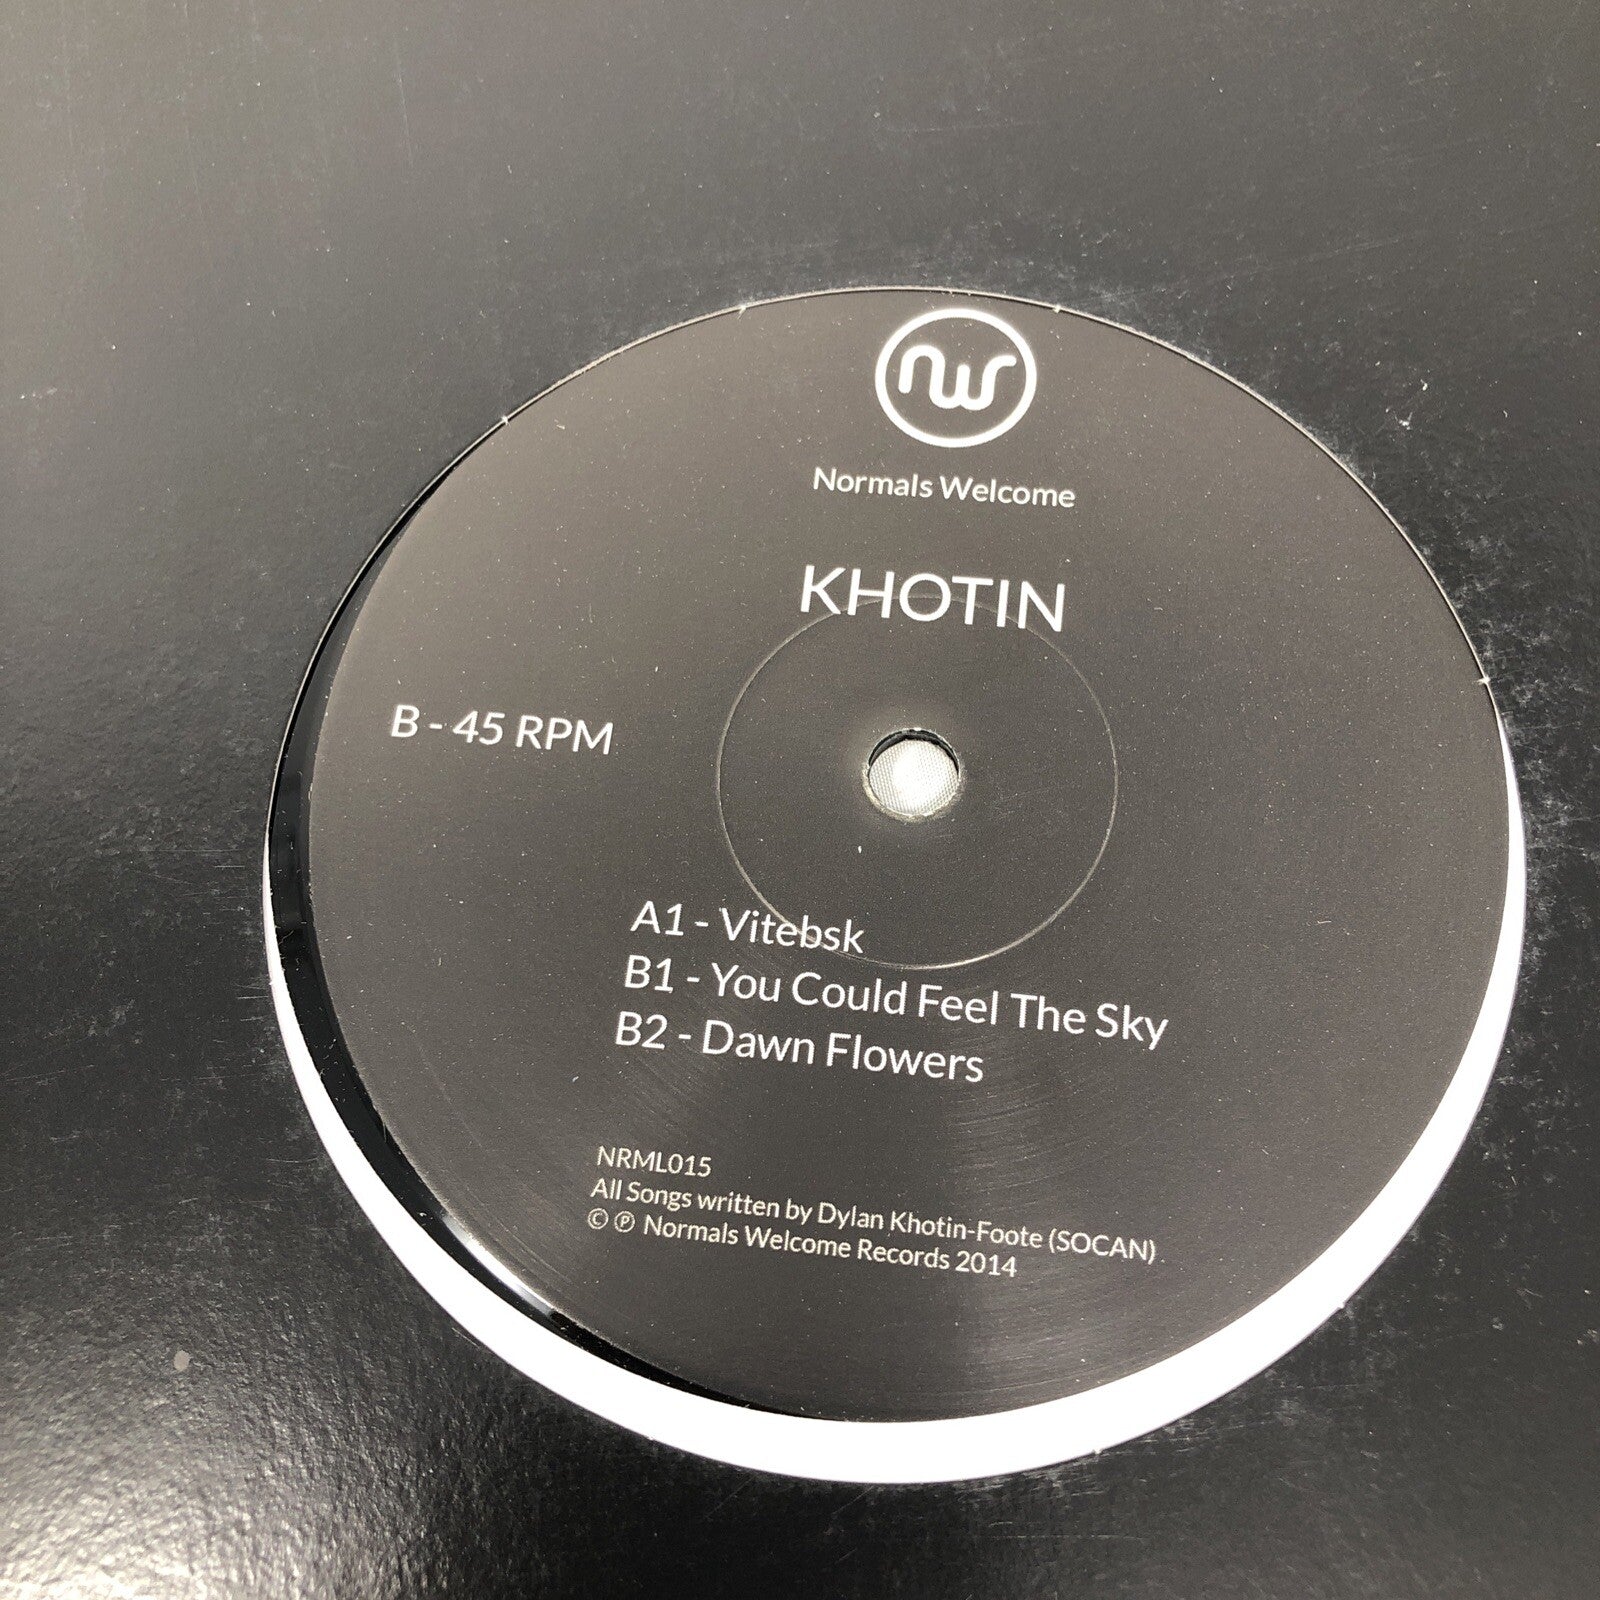 nwr
Normals Welcome
KHOTIN
B - 45 RPM
A1 - Vitebsk
B1 - You Could Feel The Sky
B2 - Dawn Flowers
NRML015
All Songs written by Dylan Khotin-Foote (SOCAN)
© ℗ Normals Welcome Records 2014